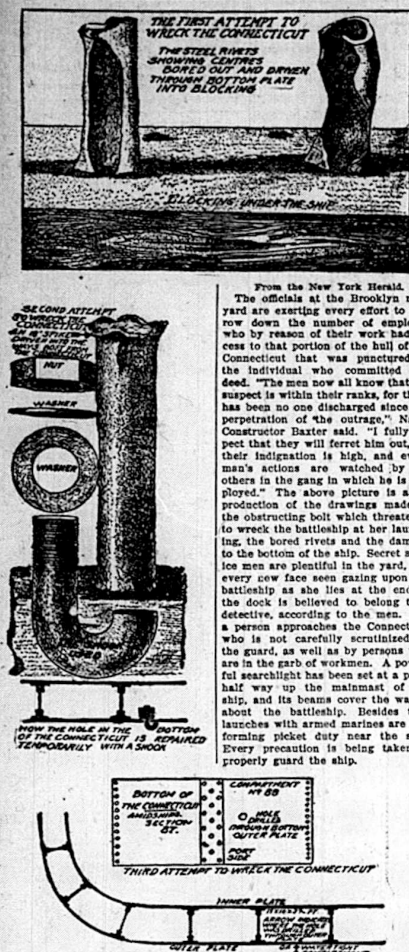 THE FIRST ATTEMPT TO
WRECK THE CONNECTICUT
THE STEEL RIVETS
SHOWING CENTRES
BORED OUT AND DRIVEN
THROUGH BOTTOM PLATE
INTO BLOCKING
BLOCKING UNDER THE SHIP
SECOND ATTEMPT
TO WRECK THE
CONNECTICUT
NUT
WASHER
WASHER
HOW THE HOLE IN THE BOTTOM
OF THE CONNECTICUT IS REPAIRED
TEMPORARILY WITH A
From the New York Herald.
The officials at the Brooklyn
yard are exerting every effort to
row down the number of emplo
who by reason of their work had
cess to that portion of the hull of
Connecticut that was punctured
the individual who committed
deed. "The men now all know that
suspect is within their ranks, for th
has been no one discharged since
perpetration of the outrage," N
Constructor Baxter said. "I fully
pect that they will ferret him out,
their indignation is high, and ev
man's actions are watched by
others in the gang in which he is
ployed." The above picture is a
production of the drawings made
the obstructing bolt which threate
to wreck the battleship at her laun
ing, the bored rivets and the dam
to the bottom of the ship. Secret s
ice men are plentiful in the yard,
every new face seen gazing upon
battleship as she lies at the end
the dock is believed to belong t
detective, according to the men.
a person approaches the Connect
who is not carefully scrutinized
the guard, as well as by persons
are in the garb of workmen. A po
ful searchlight has been set at a p
half way up the mainmast of
ship, and its beams cover the wa
about the battleship. Besides t
launches with armed marines are
forming picket duty near the s
Every precaution is being taken
properly guard the ship.
BOTTOM OF
THE CONNECTICUT
AMIDSHIPS.
SECTION
87.
COMPARTMENT
Nº 88
HOLE
DRILLED
THROUGH BOTTOM
OUTER PLATE
PORT
SIDE
THIRD ATTEMPT TO WRECK THE CONNECTICUT
INNER PLATE
OUTER PLATE